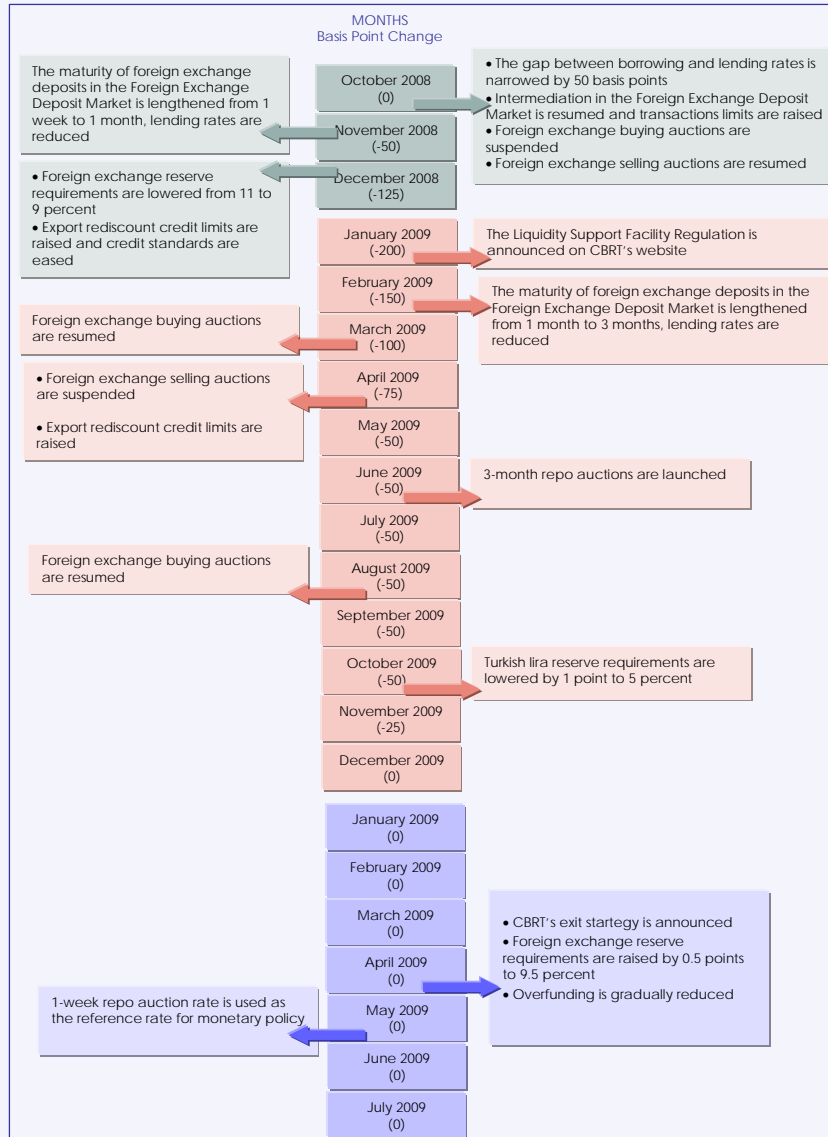 MONTHS
Basis Point Change
October 2008
(0)
• The gap between borrowing and lending rates is
narrowed by 50 basis points
• Intermediation in the Foreign Exchange Deposit
Market is resumed and transactions limits are raised
• Foreign exchange buying auctions are
suspended
• Foreign exchange selling auctions are resumed
The maturity of foreign exchange
deposits in the Foreign Exchange
Deposit Market is lengthened from 1
week to 1 month, lending rates are
reduced
November 2008
(-50)
December 2008
(-125)
• Foreign exchange reserve
requirements are lowered from 11 to
9 percent
• Export rediscount credit limits are
raised and credit standards are
eased
January 2009
(-200)
The Liquidity Support Facility Regulation is
announced on CBRT's website
February 2009
(-150)
The maturity of foreign exchange deposits in the
Foreign Exchange Deposit Market is lengthened
from 1 month to 3 months, lending rates are
reduced
Foreign exchange buying auctions
are resumed
March 2009
(-100)
• Foreign exchange selling auctions
are suspended
• Export rediscount credit limits are
raised
April 2009
(-75)
May 2009
(-50)
June 2009
(-50)
3-month repo auctions are launched
July 2009
(-50)
Foreign exchange buying auctions
are resumed
August 2009
(-50)
September 2009
(-50)
October 2009
(-50)
Turkish lira reserve requirements are
lowered by 1 point to 5 percent
November 2009
(-25)
December 2009
(0)
January 2009
(0)
February 2009
(0)
March 2009
(0)
April 2009
(0)
• CBRT's exit startegy is announced
• Foreign exchange reserve
requirements are raised by 0.5 points
to 9.5 percent
• Overfunding is gradually reduced
1-week repo auction rate is used as
the reference rate for monetary policy
May 2009
(0)
June 2009
(0)
July 2009
(0)